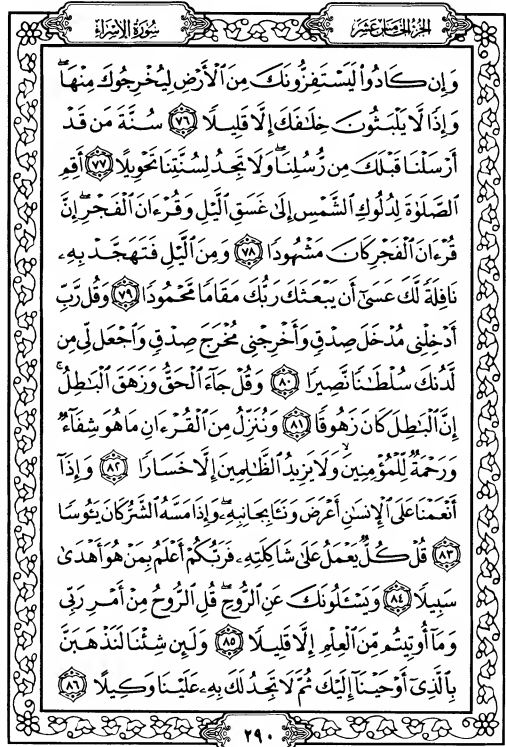 الجزء الخامس عشر
سورة الإسراء
وَإِن كَادُوا۟ لَيَسْتَفِزُّونَكَ مِنَ ٱلْأَرْضِ لِيُخْرِجُوكَ مِنْهَا ۖ
وَإِذًا لَّا يَلْبَثُونَ خِلَـٰفَكَ إِلَّا قَلِيلًا ٧٦ سُنَّةَ مَن قَدْ
أَرْسَلْنَا قَبْلَكَ مِن رُّسُلِنَا ۖ وَلَا تَجِدُ لِسُنَّتِنَا تَحْوِيلًا ٧٧ أَقِمِ
ٱلصَّلَوٰةَ لِدُلُوكِ ٱلشَّمْسِ إِلَىٰ غَسَقِ ٱلَّيْلِ وَقُرْءَانَ ٱلْفَجْرِ ۖ إِنَّ
قُرْءَانَ ٱلْفَجْرِ كَانَ مَشْهُودًا ٧٨ وَمِنَ ٱلَّيْلِ فَتَهَجَّدْ بِهِۦ
نَافِلَةً لَّكَ عَسَىٰٓ أَن يَبْعَثَكَ رَبُّكَ مَقَامًا مَّحْمُودًا ٧٩ وَقُل رَّبِّ
أَدْخِلْنِى مُدْخَلَ صِدْقٍ وَأَخْرِجْنِى مُخْرَجَ صِدْقٍ وَٱجْعَل لِّى مِن
لَّدُنكَ سُلْطَـٰنًا نَّصِيرًا ٨٠ وَقُلْ جَآءَ ٱلْحَقُّ وَزَهَقَ ٱلْبَـٰطِلُ ۚ
إِنَّ ٱلْبَـٰطِلَ كَانَ زَهُوقًا ٨١ وَنُنَزِّلُ مِنَ ٱلْقُرْءَانِ مَا هُوَ شِفَآءٌ
وَرَحْمَةٌ لِّلْمُؤْمِنِينَ ۙ وَلَا يَزِيدُ ٱلظَّـٰلِمِينَ إِلَّا خَسَارًا ٨٢ وَإِذَآ
أَنْعَمْنَا عَلَى ٱلْإِنسَـٰنِ أَعْرَضَ وَنَـَٔا بِجَانِبِهِۦ ۖ وَإِذَا مَسَّهُ ٱلشَّرُّ كَانَ يَـُٔوسًا
٨٣ قُلْ كُلٌّ يَعْمَلُ عَلَىٰ شَاكِلَتِهِۦ فَرَبُّكُمْ أَعْلَمُ بِمَنْ هُوَ أَهْدَىٰ
سَبِيلًا ٨٤ وَيَسْـَٔلُونَكَ عَنِ ٱلرُّوحِ ۖ قُلِ ٱلرُّوحُ مِنْ أَمْرِ رَبِّى
وَمَآ أُوتِيتُم مِّنَ ٱلْعِلْمِ إِلَّا قَلِيلًا ٨٥ وَلَئِن شِئْنَا لَنَذْهَبَنَّ
بِٱلَّذِىٓ أَوْحَيْنَآ إِلَيْكَ ثُمَّ لَا تَجِدُ لَكَ بِهِۦ عَلَيْنَا وَكِيلًا ٨٦
٢٩٠